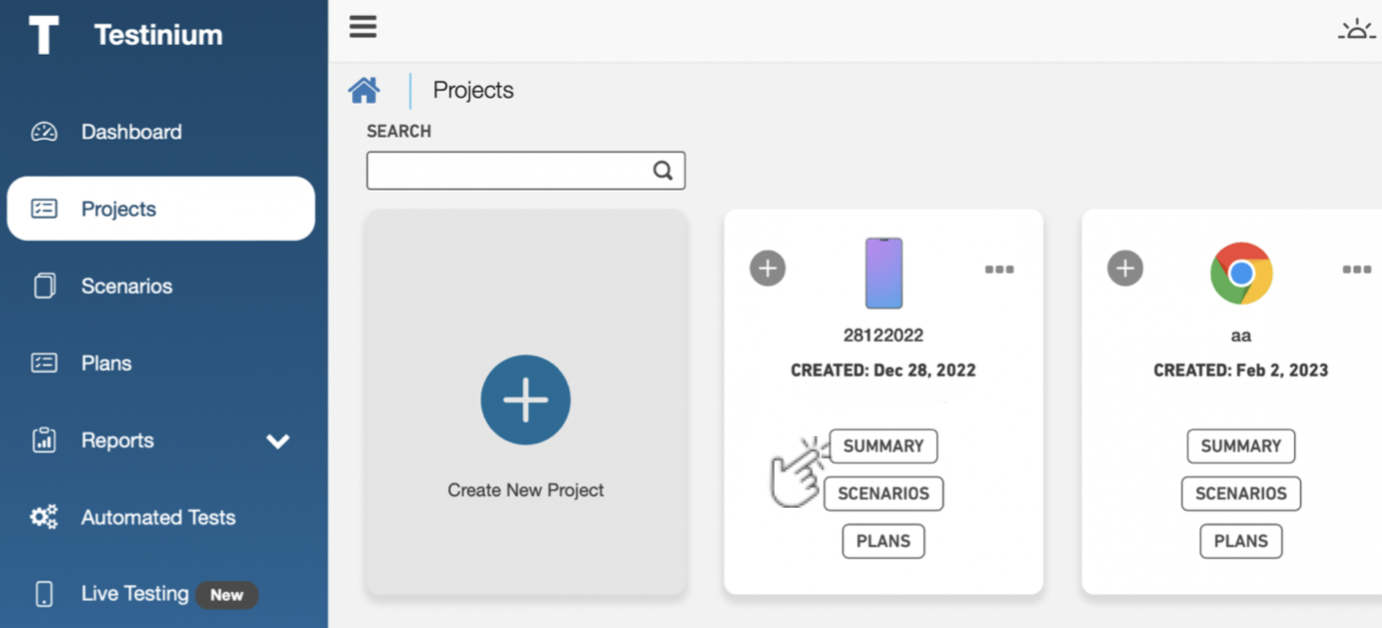 T Testinium
Dashboard
Projects
Scenarios
Plans
Reports
Automated Tests
Live Testing New
Projects
SEARCH
Create New Project
28122022
CREATED: Dec 28, 2022
SUMMARY
SCENARIOS
PLANS
aa
CREATED: Feb 2, 2023
SUMMARY
SCENARIOS
PLANS